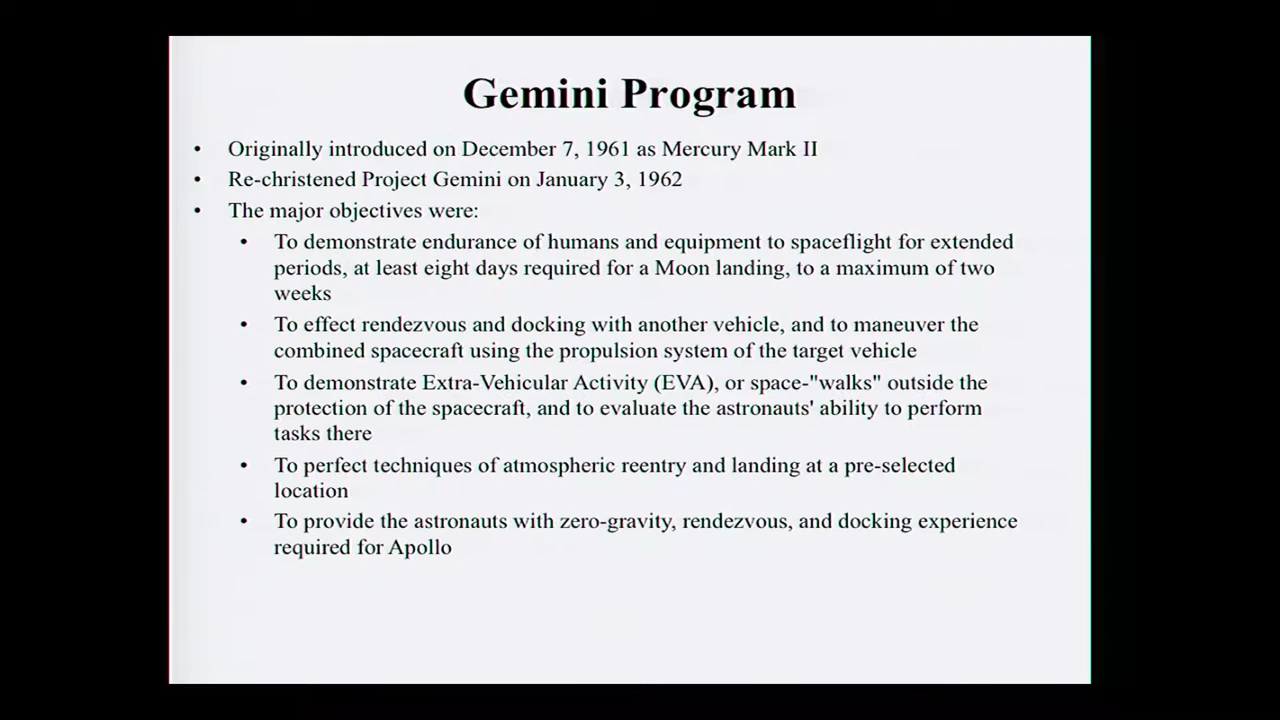 Gemini Program
• Originally introduced on December 7, 1961 as Mercury Mark II
• Re-christened Project Gemini on January 3, 1962
• The major objectives were:
• To demonstrate endurance of humans and equipment to spaceflight for extended
periods, at least eight days required for a Moon landing, to a maximum of two
weeks
• To effect rendezvous and docking with another vehicle, and to maneuver the
combined spacecraft using the propulsion system of the target vehicle
• To demonstrate Extra-Vehicular Activity (EVA), or space-"walks" outside the
protection of the spacecraft, and to evaluate the astronauts' ability to perform
tasks there
• To perfect techniques of atmospheric reentry and landing at a pre-selected
location
• To provide the astronauts with zero-gravity, rendezvous, and docking experience
required for Apollo